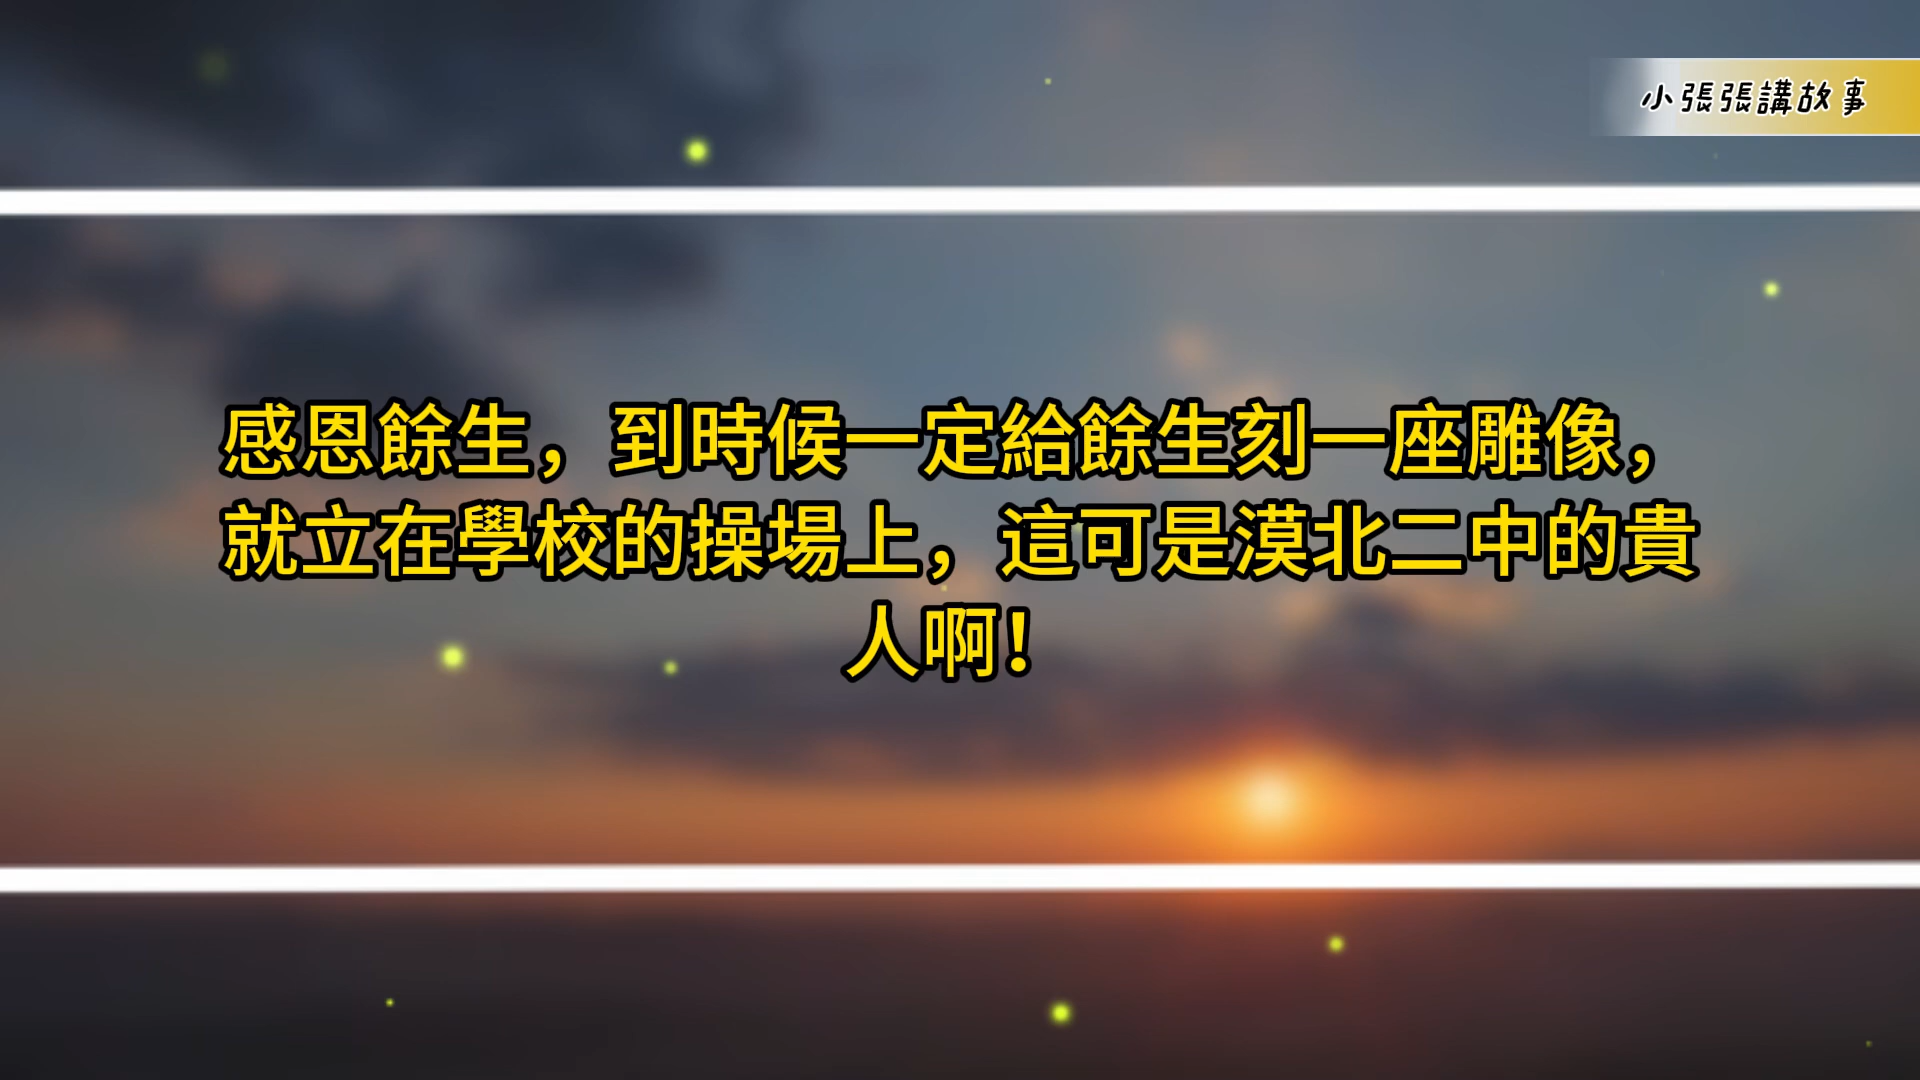 小張張講故事
感恩餘生，到時候一定給餘生刻一座雕像，
就立在學校的操場上，這可是漠北二中的貴
人啊！